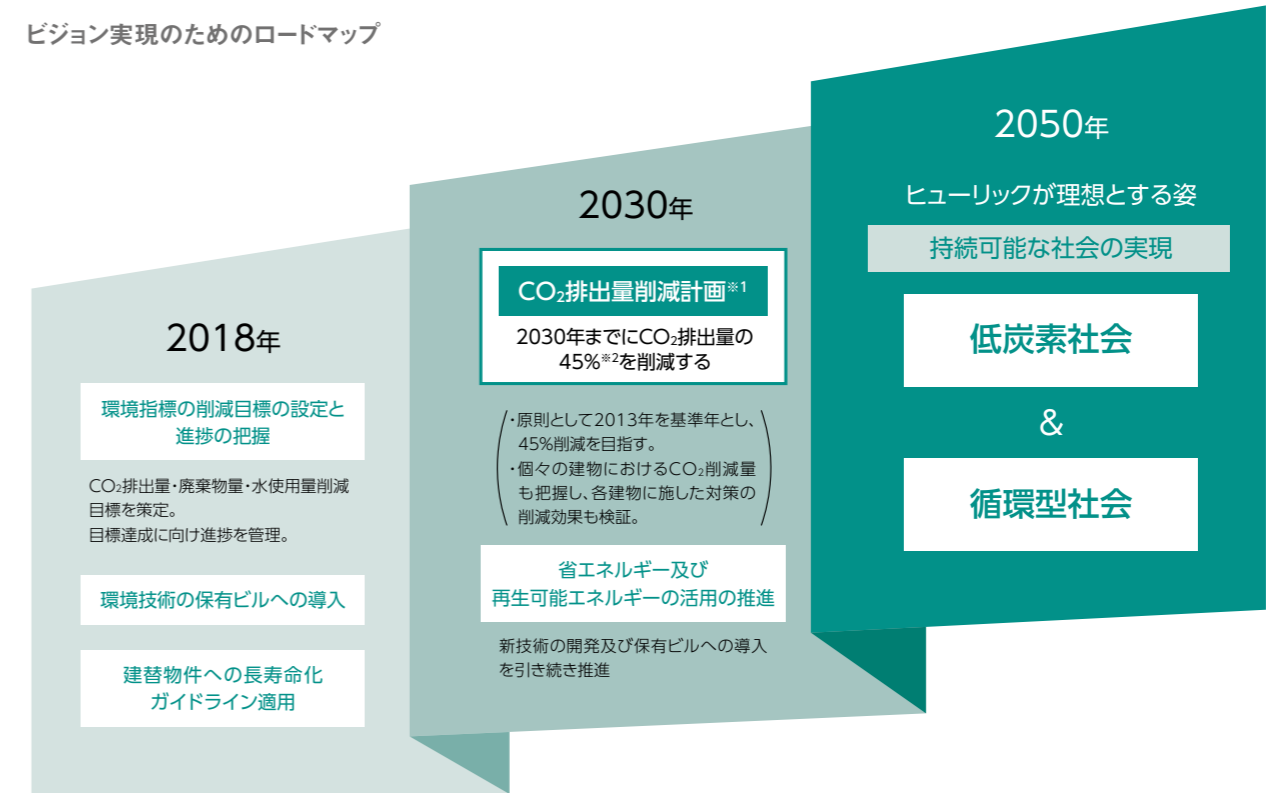 ビジョン実現のためのロードマップ
2018年
環境指標の削減目標の設定と
進捗の把握
CO₂排出量・廃棄物量・水使用量削減
目標を策定。
目標達成に向け進捗を管理。
環境技術の保有ビルへの導入
建替物件への長寿命化
ガイドライン適用
2030年
CO₂排出量削減計画※1
2030年までにCO₂排出量の
45%※2を削減する
・原則として2013年を基準年とし、
45%削減を目指す。
・個々の建物におけるCO₂削減量
も把握し、各建物に施した対策の
削減効果も検証。
省エネルギー及び
再生可能エネルギーの活用の推進
新技術の開発及び保有ビルへの導入
を引き続き推進
2050年
ヒューリックが理想とする姿
持続可能な社会の実現
低炭素社会
&
循環型社会